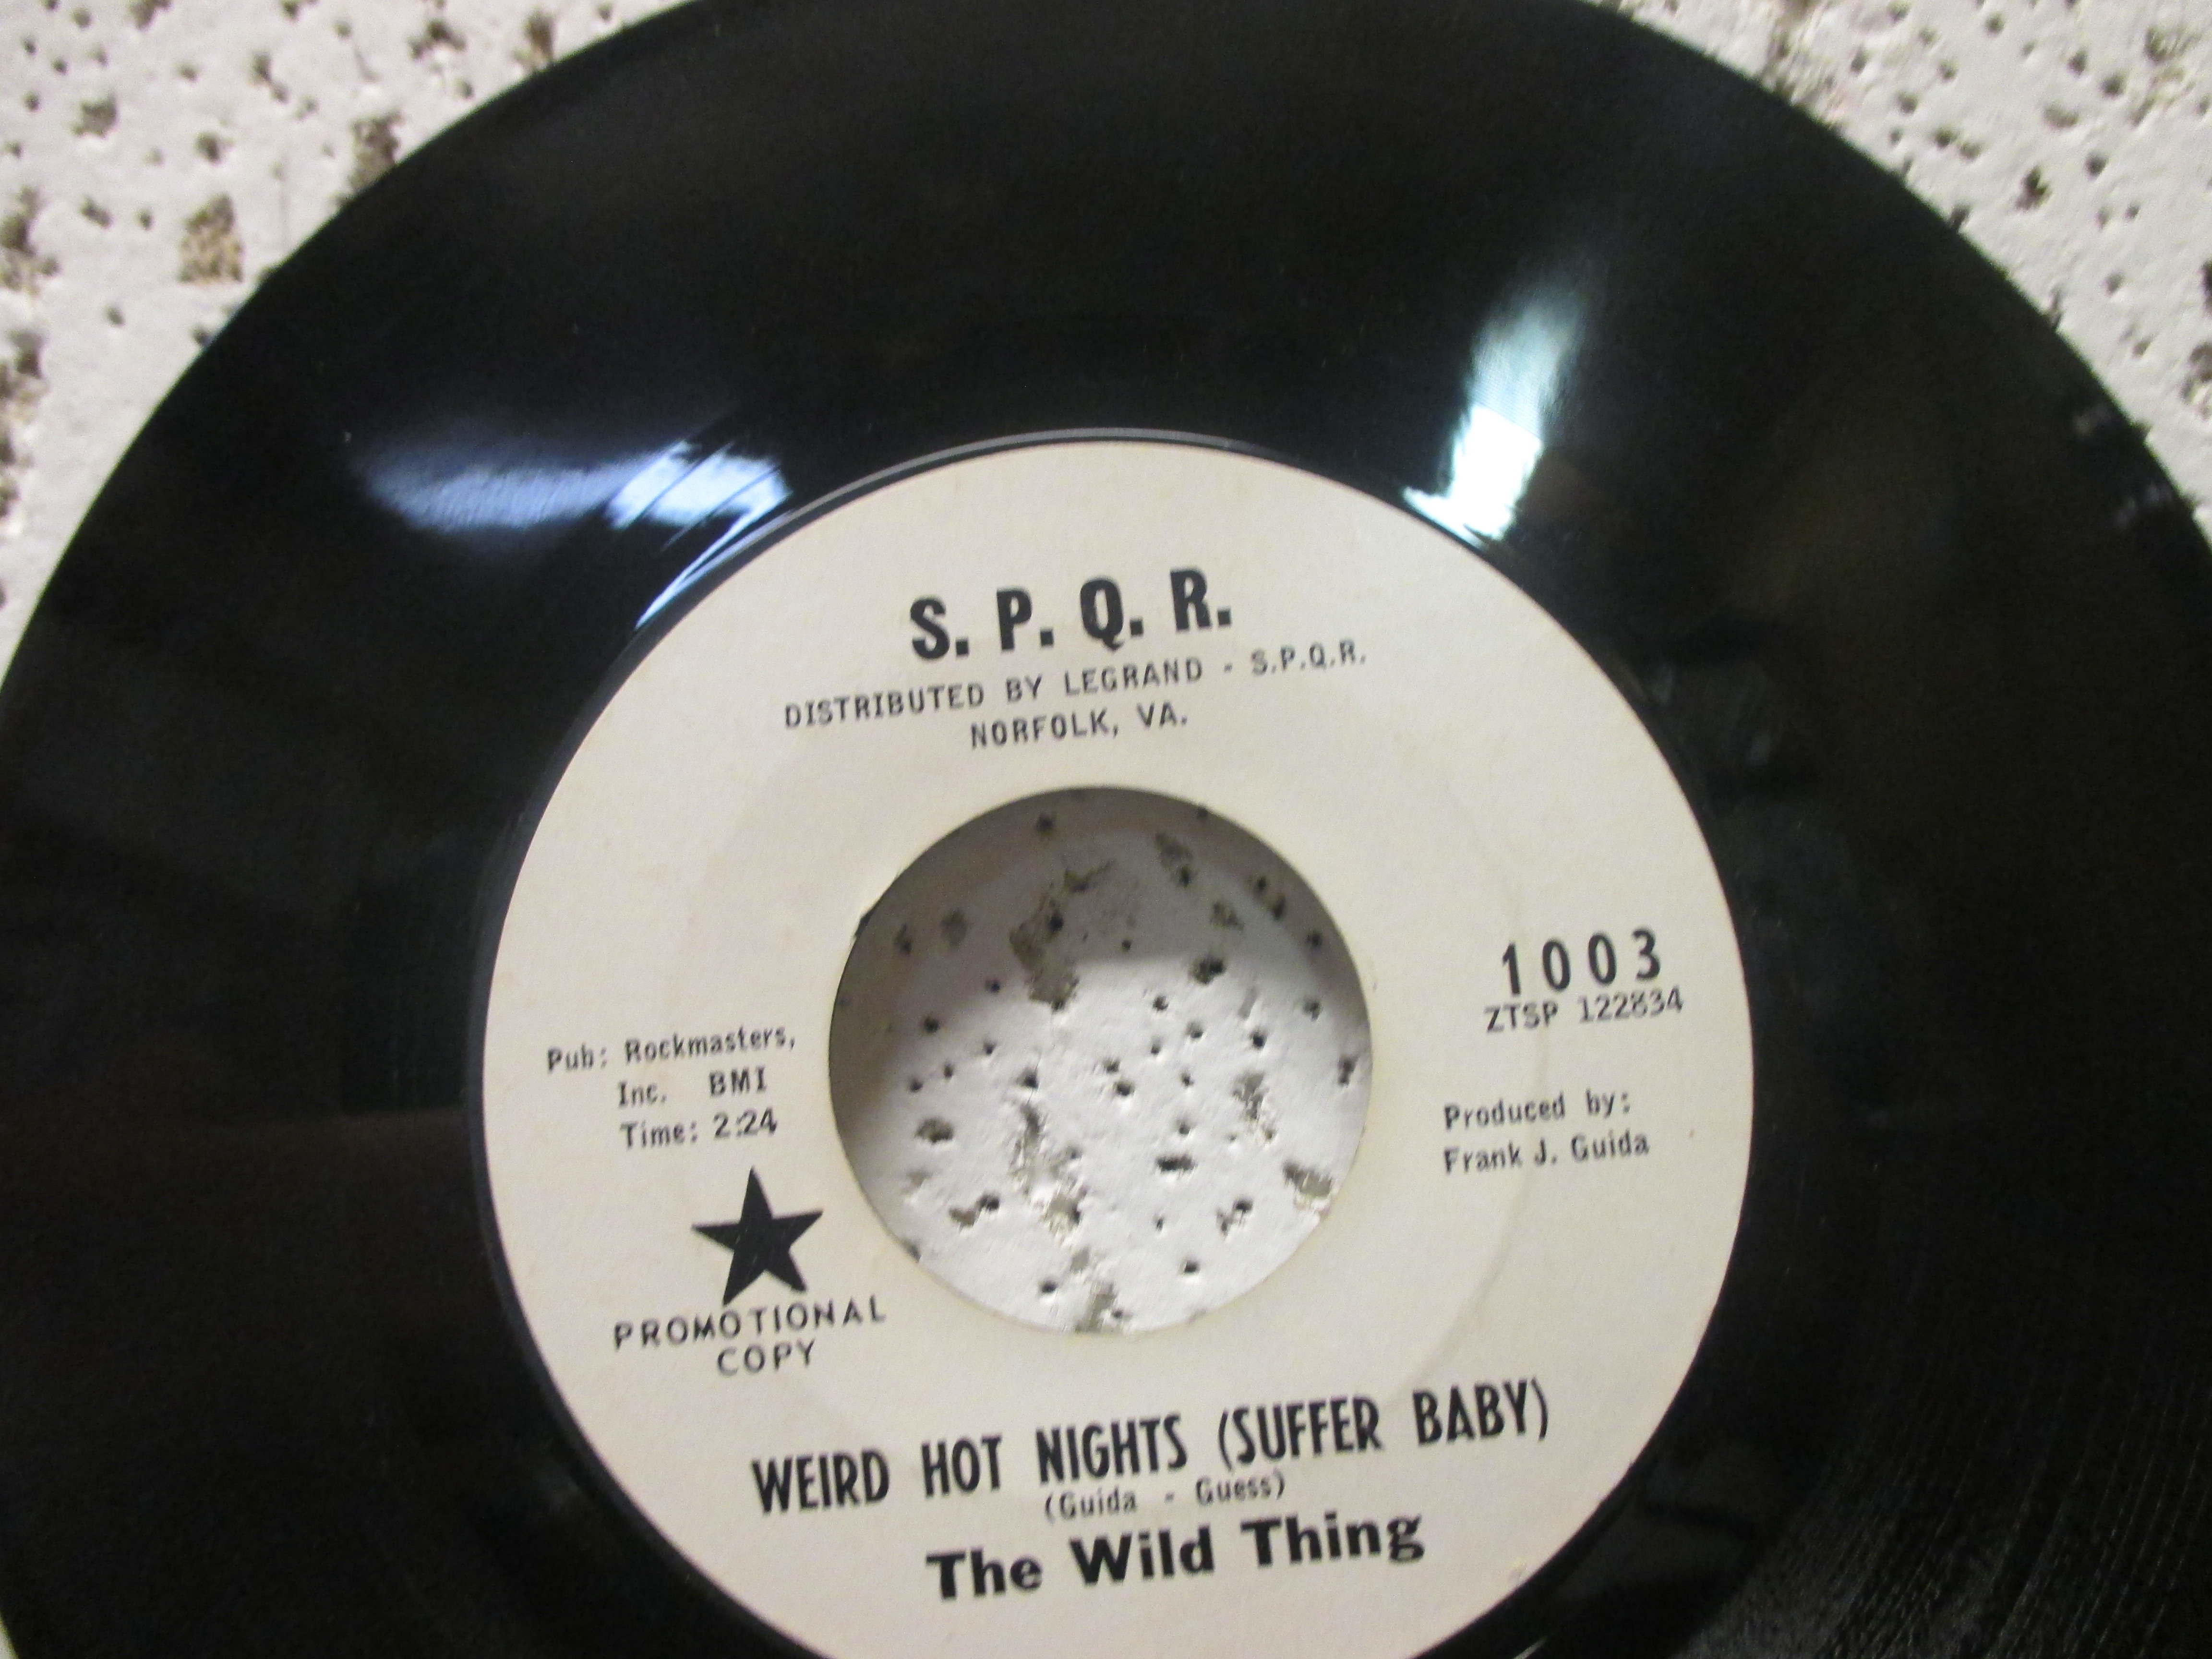 S. P. Q. R.
DISTRIBUTED BY LEGRAND - S.P.Q.R.
NORFOLK, VA.
1003
ZTSP 122834
Pub: Rockmasters,
Inc. BMI
Time: 2:24
Produced by:
Frank J. Guida
PROMOTIONAL
COPY
WEIRD HOT NIGHTS (SUFFER BABY)
(Guida - Guess)
The Wild Thing